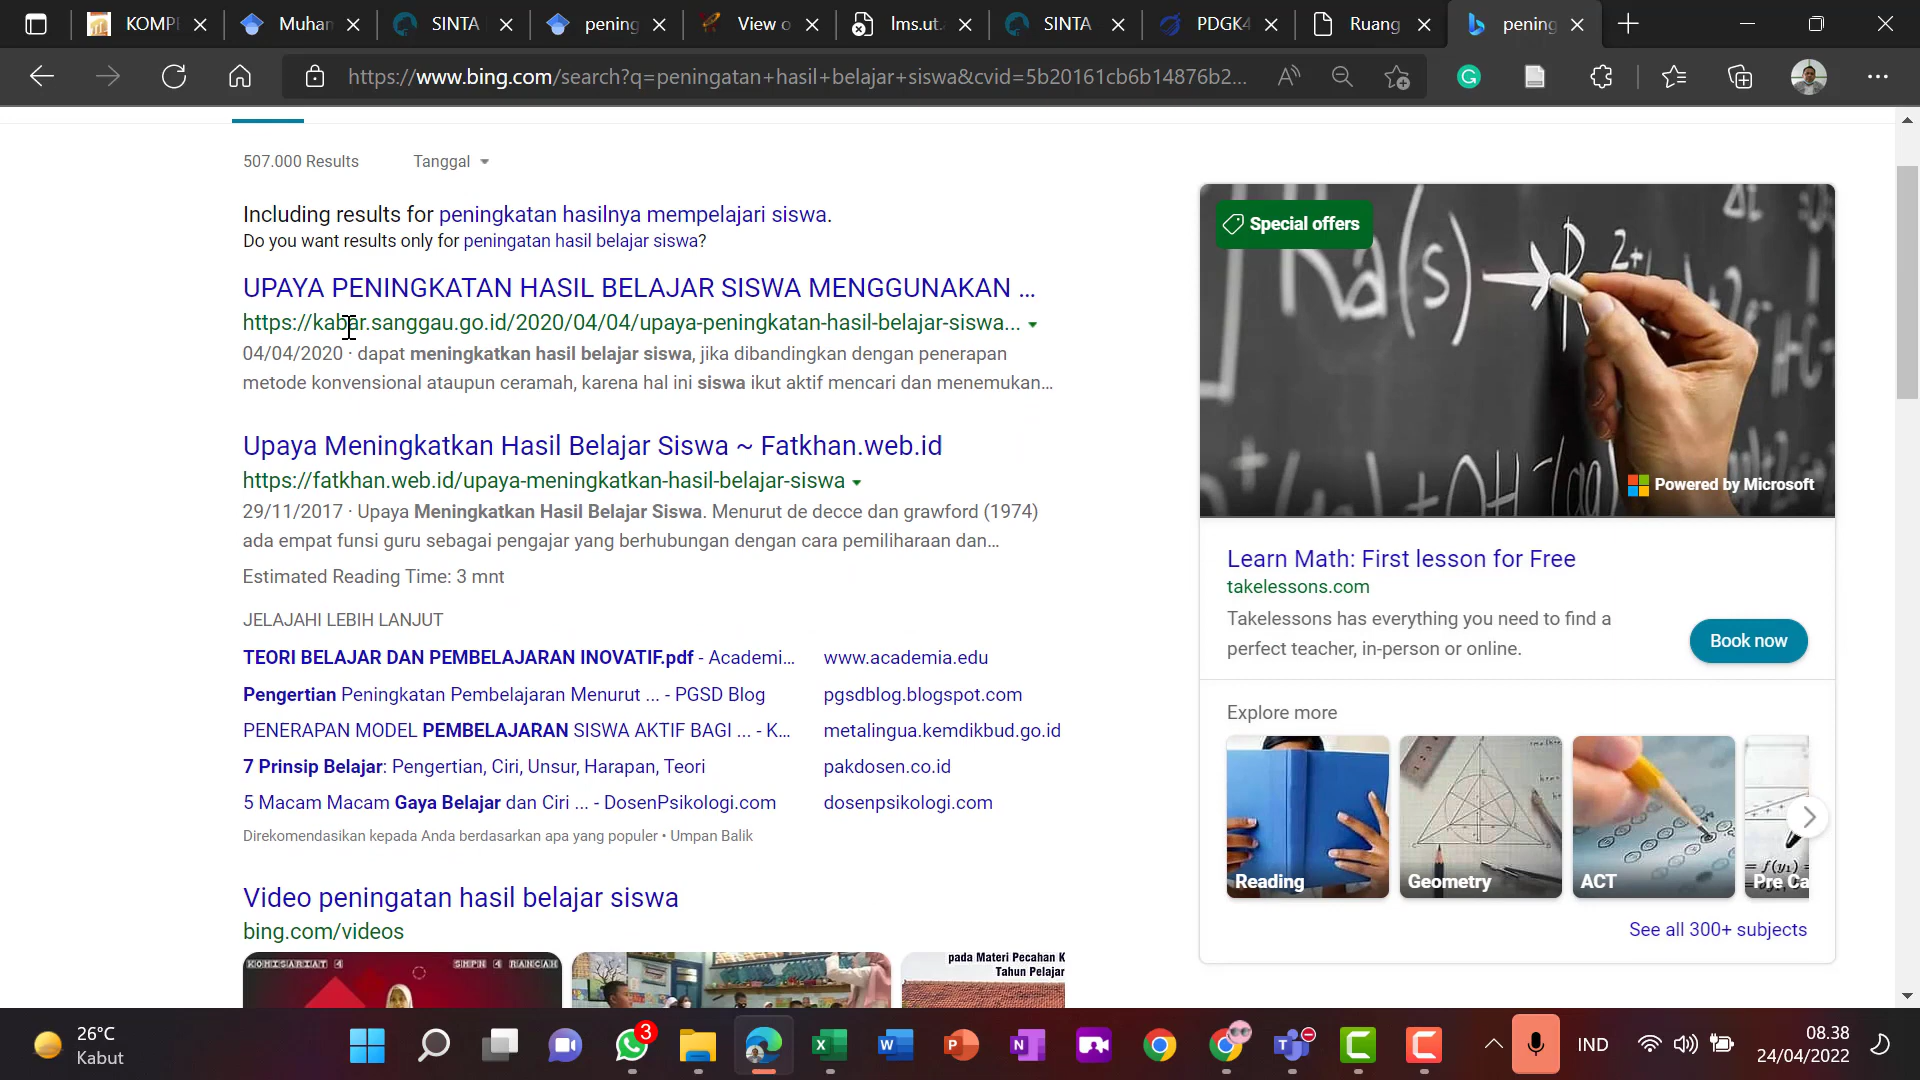 KOMPI
Muham
SINTA
pening
View o
lms.ut.
SINTA
PDGK4
Ruang
pening
https://www.bing.com/search?q=peningatan+hasil+belajar+siswa&cvid=5b20161cb6b14876b2...
507.000 Results
Tanggal
Including results for peningkatan hasilnya mempelajari siswa.
Do you want results only for peningatan hasil belajar siswa?
UPAYA PENINGKATAN HASIL BELAJAR SISWA MENGGUNAKAN ...
https://kabar.sanggau.go.id/2020/04/04/upaya-peningkatan-hasil-belajar-siswa...
04/04/2020 · dapat meningkatkan hasil belajar siswa, jika dibandingkan dengan penerapan
metode konvensional ataupun ceramah, karena hal ini siswa ikut aktif mencari dan menemukan...
Upaya Meningkatkan Hasil Belajar Siswa ~ Fatkhan.web.id
https://fatkhan.web.id/upaya-meningkatkan-hasil-belajar-siswa
29/11/2017 · Upaya Meningkatkan Hasil Belajar Siswa. Menurut de decce dan grawford (1974)
ada empat funsi guru sebagai pengajar yang berhubungan dengan cara pemiliharaan dan...
Estimated Reading Time: 3 mnt
JELAJAHI LEBIH LANJUT
TEORI BELAJAR DAN PEMBELAJARAN INOVATIF.pdf - Academi... www.academia.edu
Pengertian Peningkatan Pembelajaran Menurut ... - PGSD Blog pgsdblog.blogspot.com
PENERAPAN MODEL PEMBELAJARAN SISWA AKTIF BAGI ... - K... metalingua.kemdikbud.go.id
7 Prinsip Belajar: Pengertian, Ciri, Unsur, Harapan, Teori pakdosen.co.id
5 Macam Macam Gaya Belajar dan Ciri ... - DosenPsikologi.com dosenpsikologi.com
Direkomendasikan kepada Anda berdasarkan apa yang populer • Umpan Balik
Video peningatan hasil belajar siswa
bing.com/videos
KOMISARIAT 4
SMPN 4 RANCAH
pada Materi Pecahan K
Tahun Pelajar
Special offers
Powered by Microsoft
Learn Math: First lesson for Free
takelessons.com
Takelessons has everything you need to find a
perfect teacher, in-person or online.
Book now
Explore more
Reading
Geometry
ACT
Pre Ca
See all 300+ subjects
26°C
Kabut
3
IND
08.38
24/04/2022